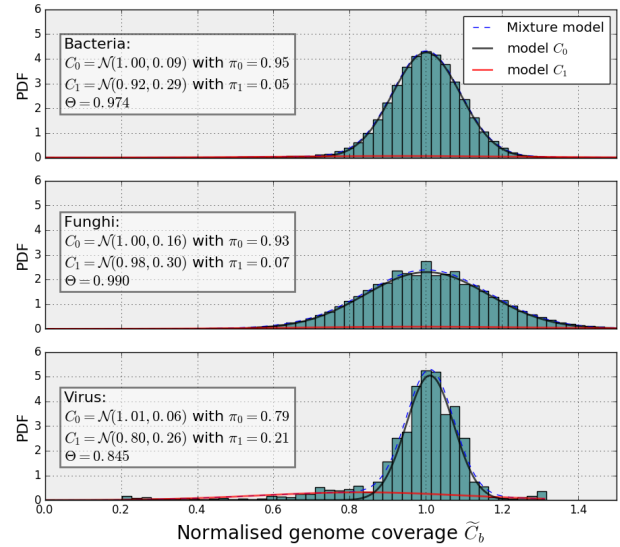 6
5
4
3
2
1
0
PDF
Bacteria:
C₀ = N(1.00, 0.09) with π₀ = 0.95
C₁ = N(0.92, 0.29) with π₁ = 0.05
Θ = 0.974
Mixture model
model C₀
model C₁
6
5
4
3
2
1
0
PDF
Funghi:
C₀ = N(1.00, 0.16) with π₀ = 0.93
C₁ = N(0.98, 0.30) with π₁ = 0.07
Θ = 0.990
6
5
4
3
2
1
0
PDF
Virus:
C₀ = N(1.01, 0.06) with π₀ = 0.79
C₁ = N(0.80, 0.26) with π₁ = 0.21
Θ = 0.845
0.0 0.2 0.4 0.6 0.8 1.0 1.2 1.4
Normalised genome coverage C̃_b